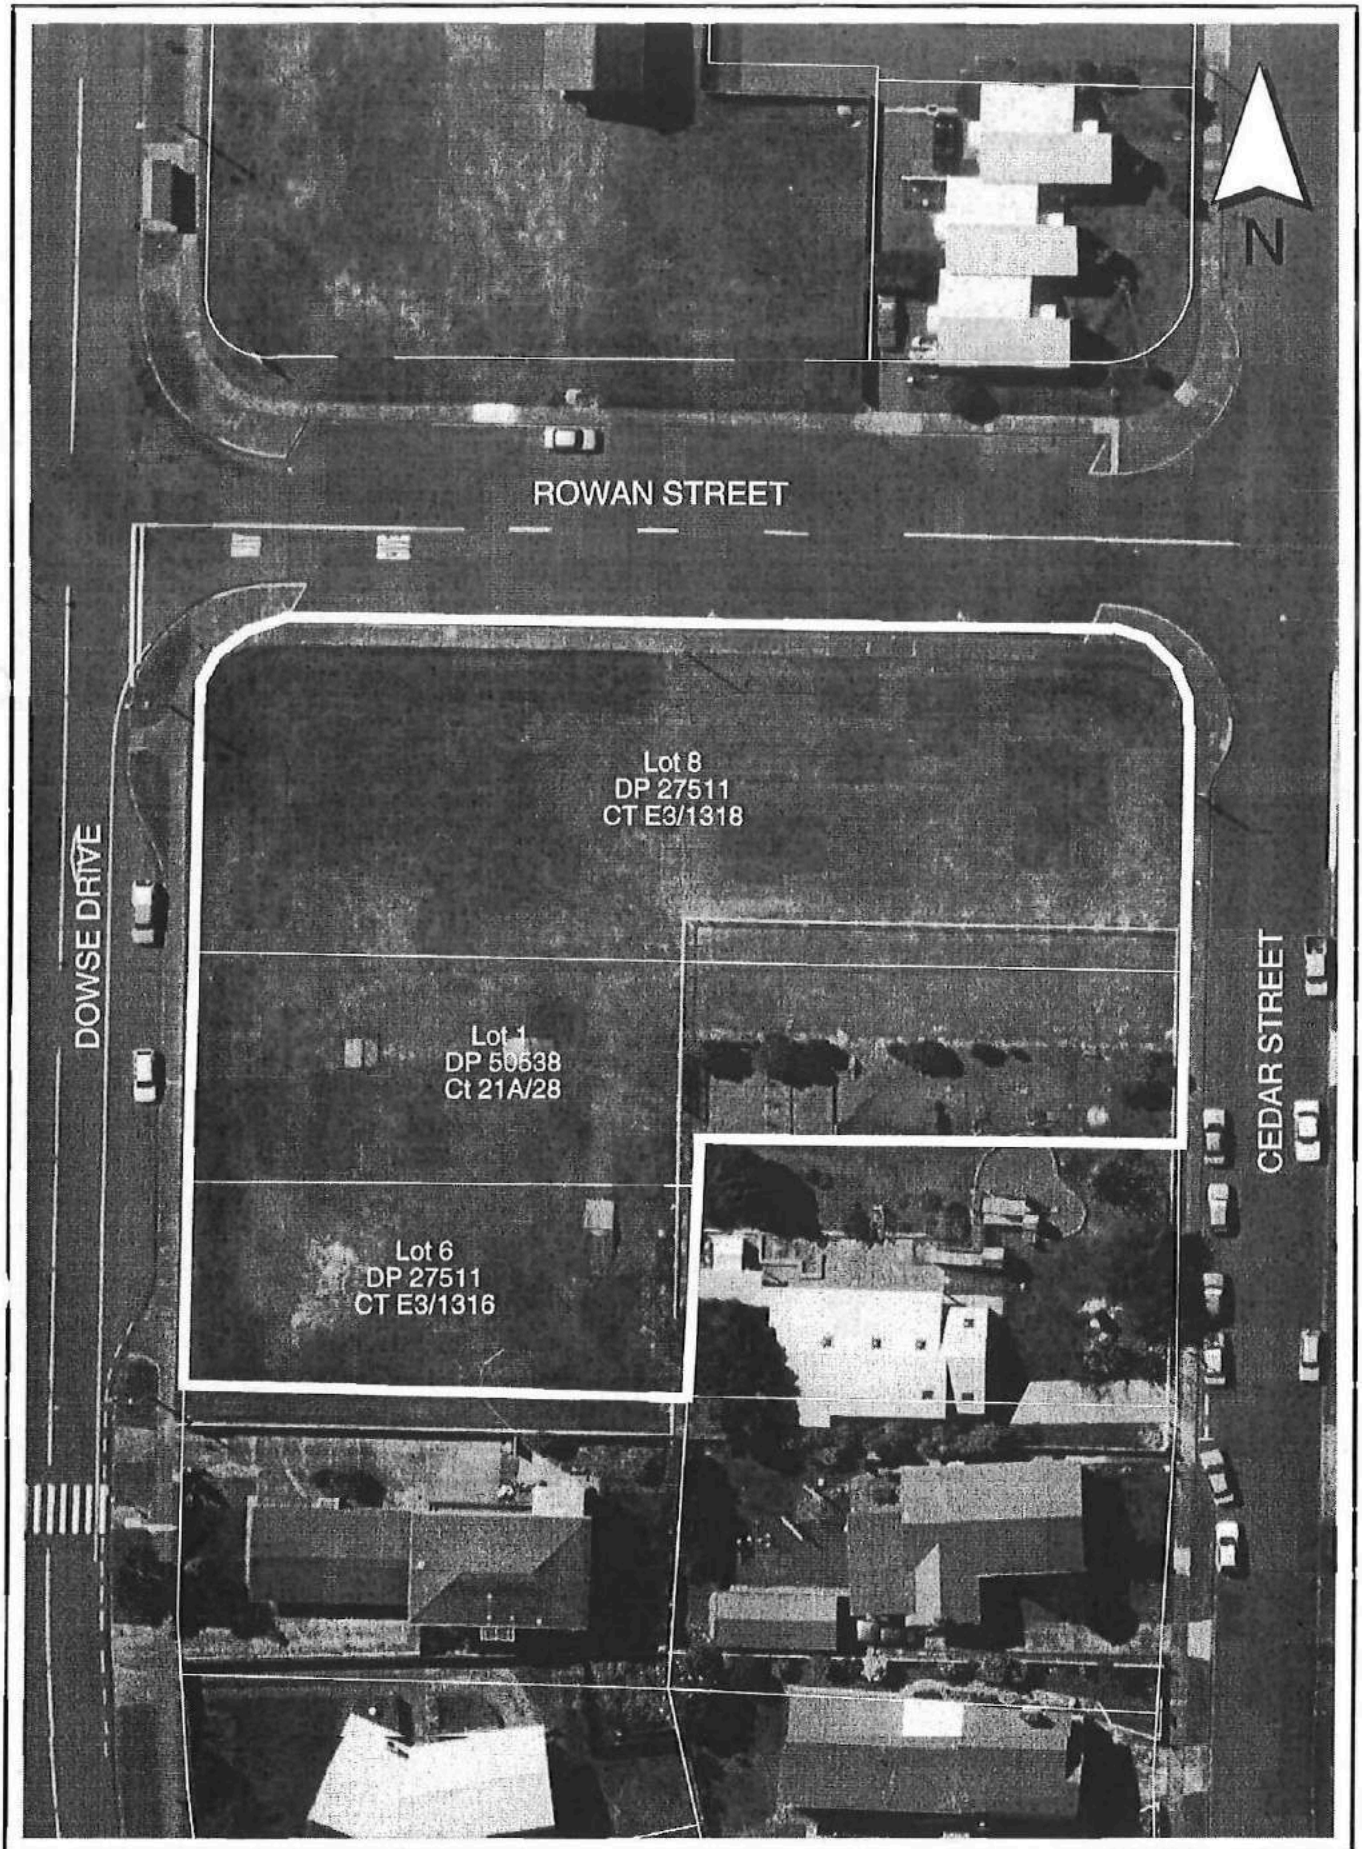 N
ROWAN STREET
Lot 8
DP 27511
CT E3/1318
DOWSE DRIVE
CEDAR STREET
Lot 1
DP 50538
Ct 21A/28
Lot 6
DP 27511
CT E3/1316